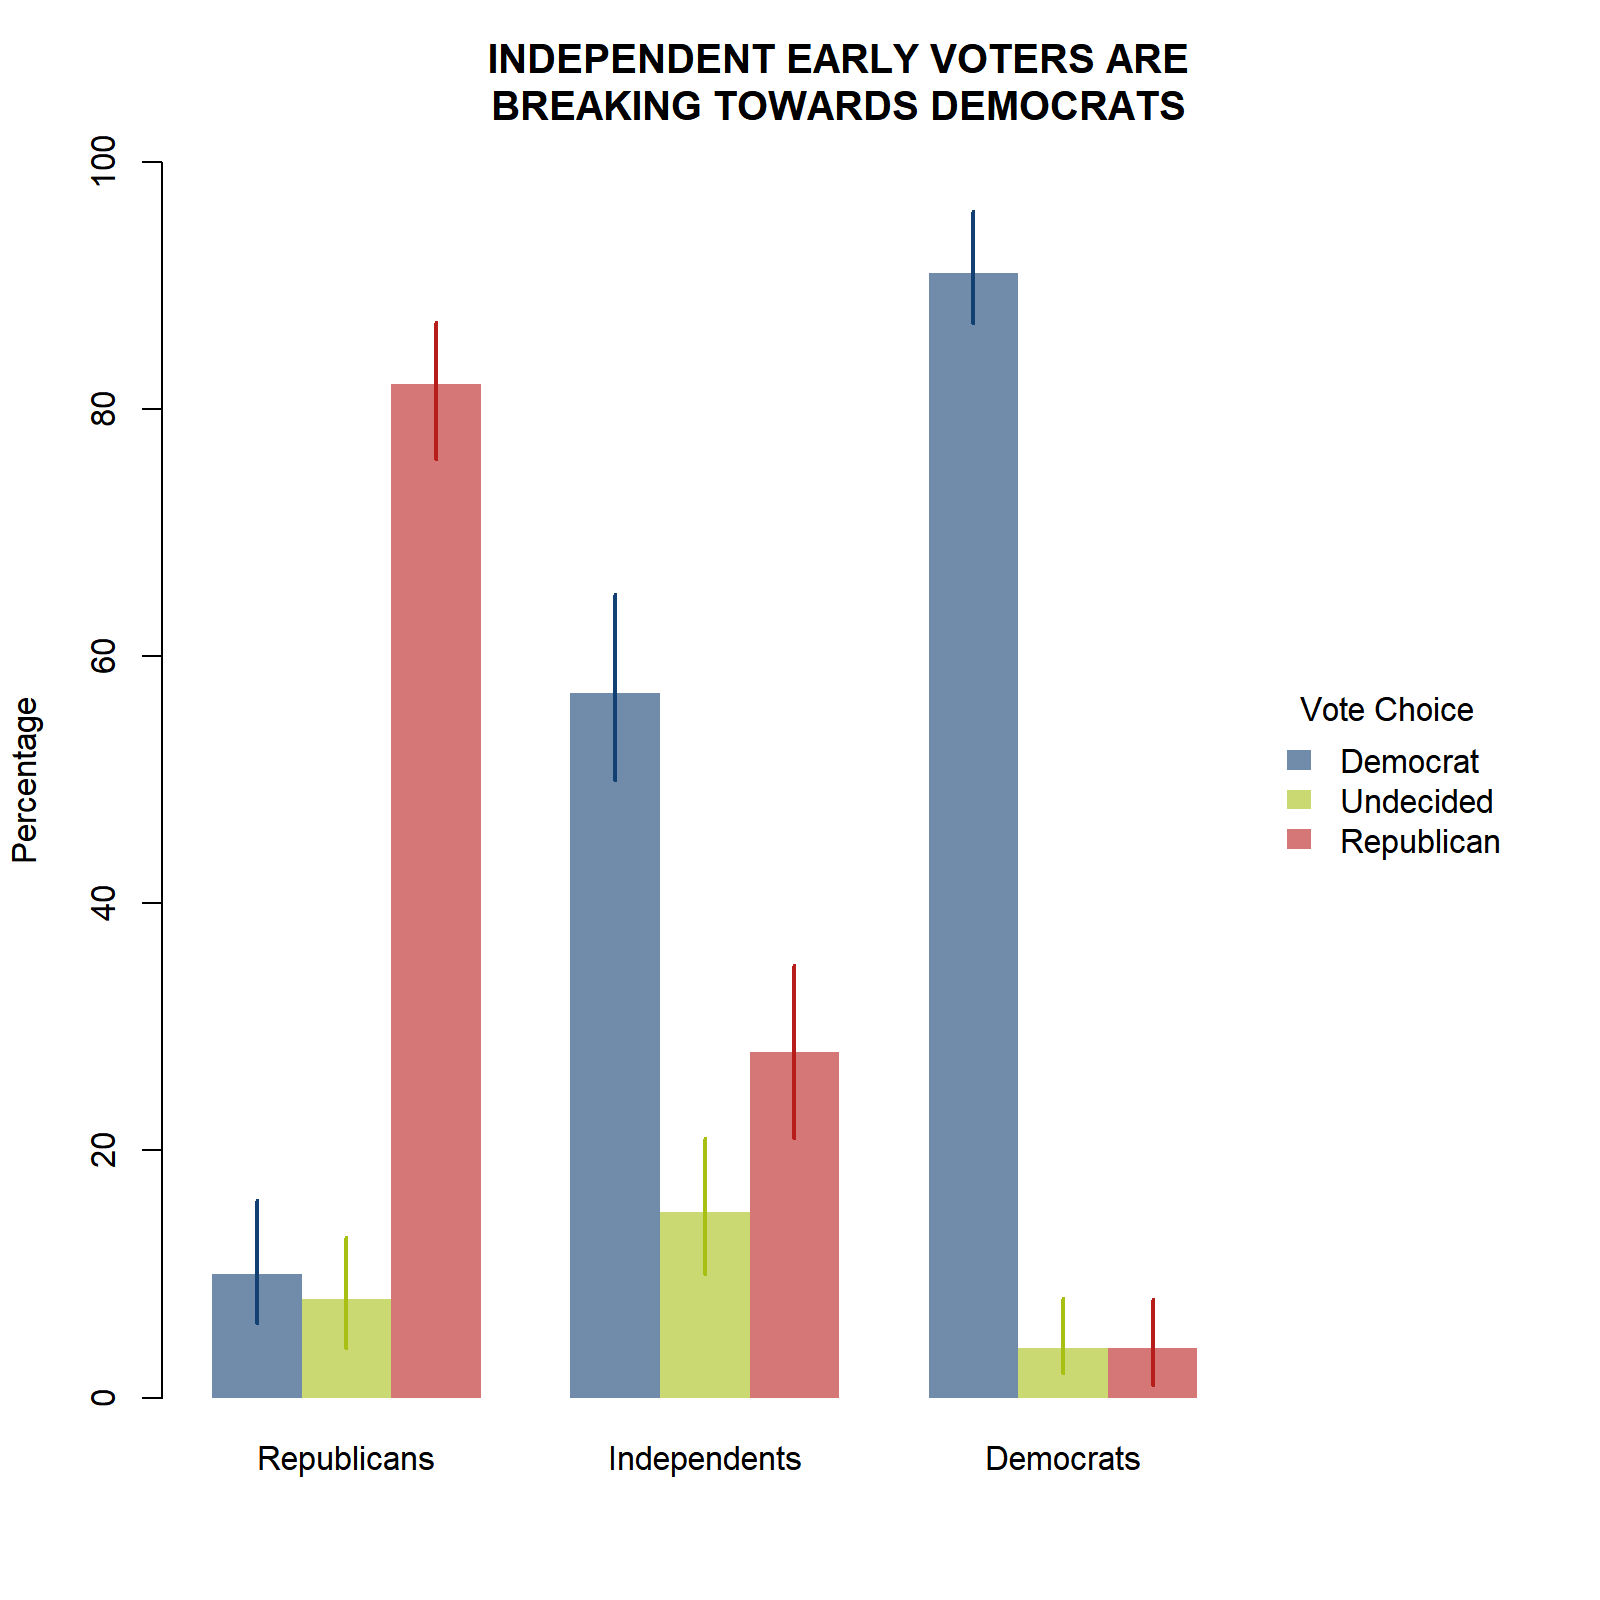 INDEPENDENT EARLY VOTERS ARE
BREAKING TOWARDS DEMOCRATS
Percentage
100
80
60
40
20
0
Republicans
Independents
Democrats
Vote Choice
Democrat
Undecided
Republican